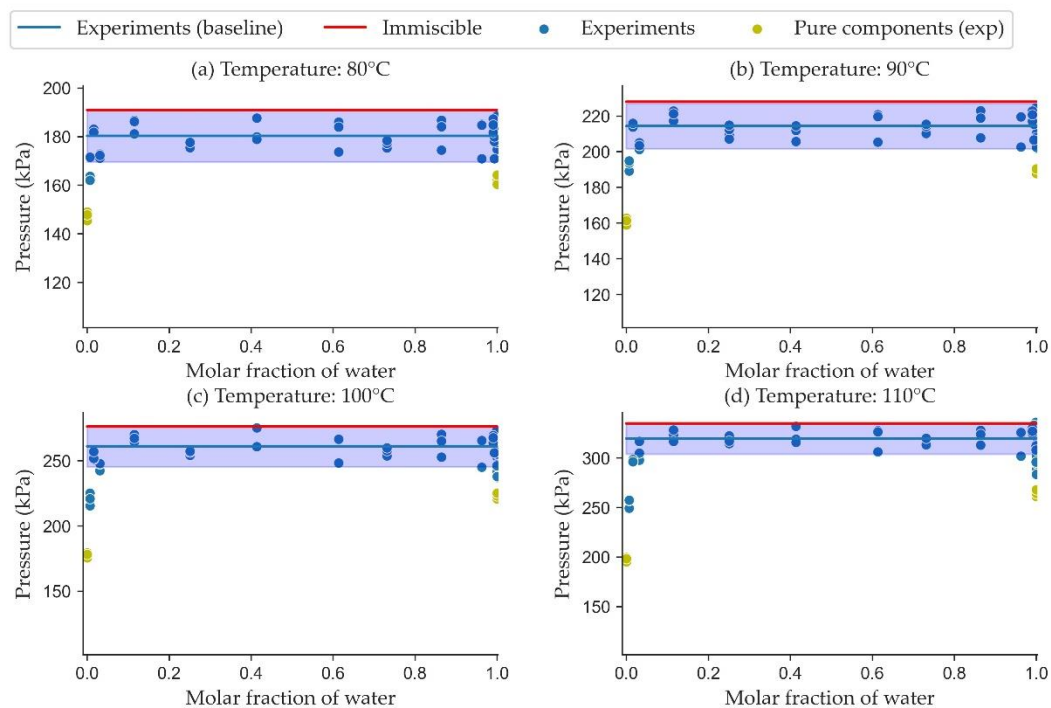 Experiments (baseline) Immiscible Experiments Pure components (exp)
(a) Temperature: 80°C
Pressure (kPa)
200
180
160
140
120
0.0 0.2 0.4 0.6 0.8 1.0
Molar fraction of water
(b) Temperature: 90°C
Pressure (kPa)
220
200
180
160
140
120
0.0 0.2 0.4 0.6 0.8 1.0
Molar fraction of water
(c) Temperature: 100°C
Pressure (kPa)
250
200
150
0.0 0.2 0.4 0.6 0.8 1.0
Molar fraction of water
(d) Temperature: 110°C
Pressure (kPa)
300
250
200
150
0.0 0.2 0.4 0.6 0.8 1.0
Molar fraction of water